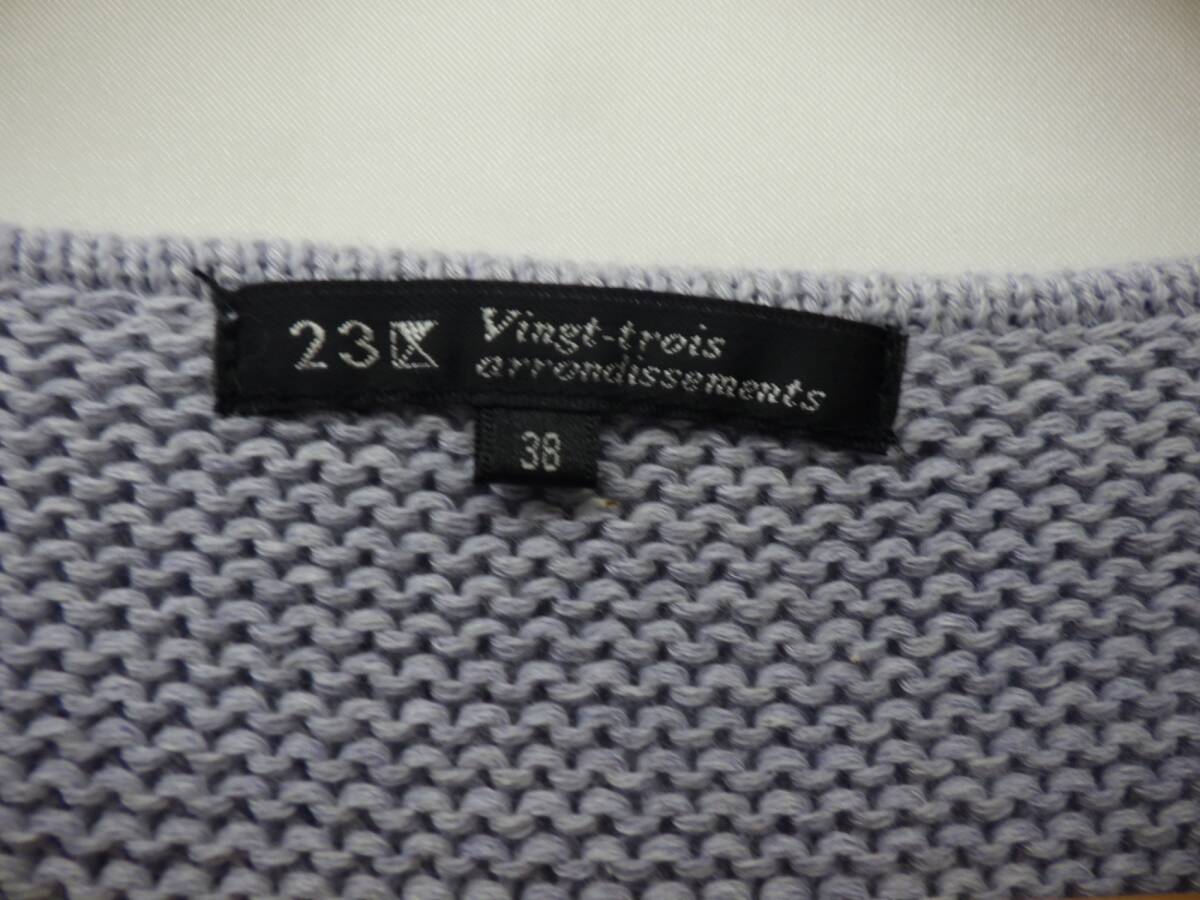 23区 Vingt-trois
arrondissements
38